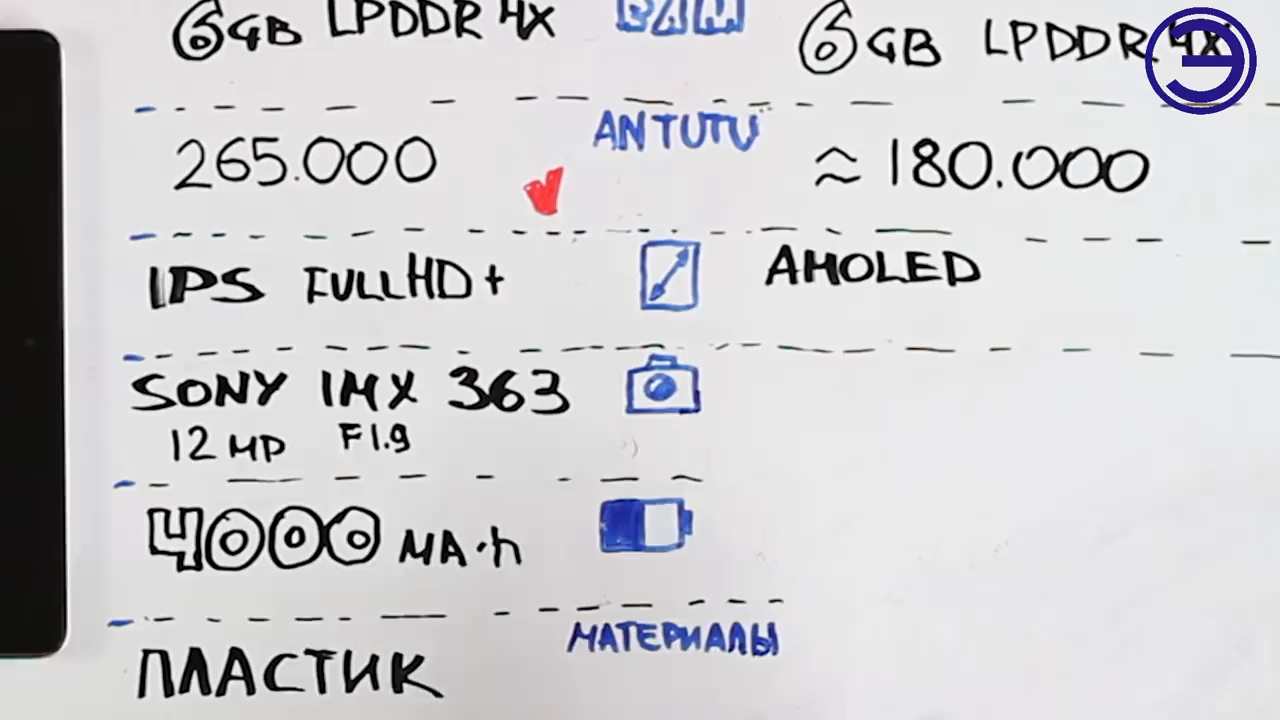 6GB LPDDR 4X RAM 6GB LPDDR 4X
265.000 ANTUTU ≈ 180.000
IPS FULLHD+ AMOLED
SONY IMX 363
12 MP F1.9
4000 MA·h
ПЛАСТИК МАТЕРИАЛЫ
Э